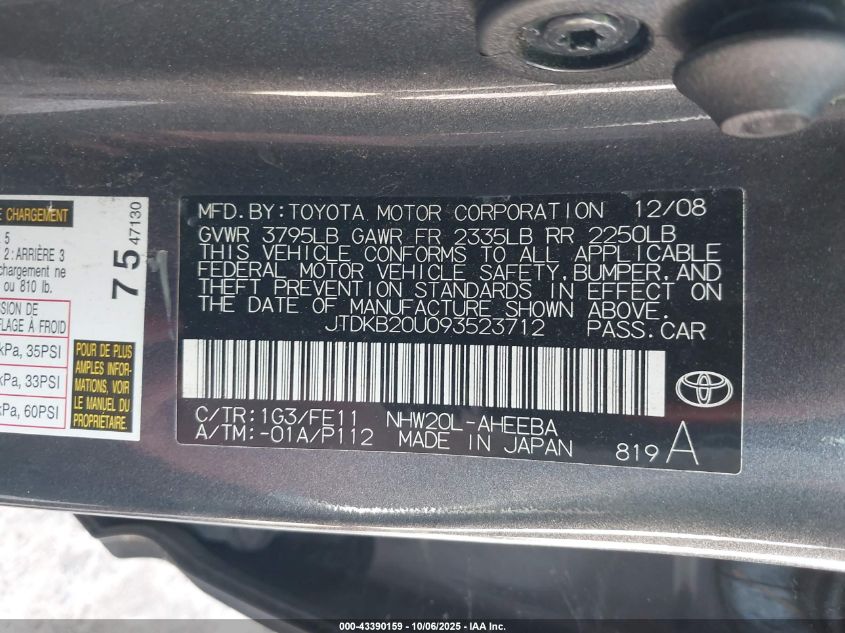 E CHARGEMENT
5
2 : ARRIÈRE 3
chargement ne
ou 810 lb.
SION DE
FLAGE À FROID
kPa, 35PSI
kPa, 33PSI
kPa, 60PSI
75
47130
POUR DE PLUS
AMPLES INFOR-
MATIONS, VOIR
LE MANUEL DU
PROPRIÉTAIRE.
MFD. BY: TOYOTA MOTOR CORPORATION 12/08
GVWR 3795LB GAWR FR 2335LB RR 2250LB
THIS VEHICLE CONFORMS TO ALL APPLICABLE
FEDERAL MOTOR VEHICLE SAFETY, BUMPER, AND
THEFT PREVENTION STANDARDS IN EFFECT ON
THE DATE OF MANUFACTURE SHOWN ABOVE.
JTDKB20U093523712 PASS. CAR
C/TR: 1G3/FE11 NHW20L-AHEEBA
A/TM: -01A/P112 MADE IN JAPAN 819 A
000-43390159 - 10/06/2025 - IAA Inc.